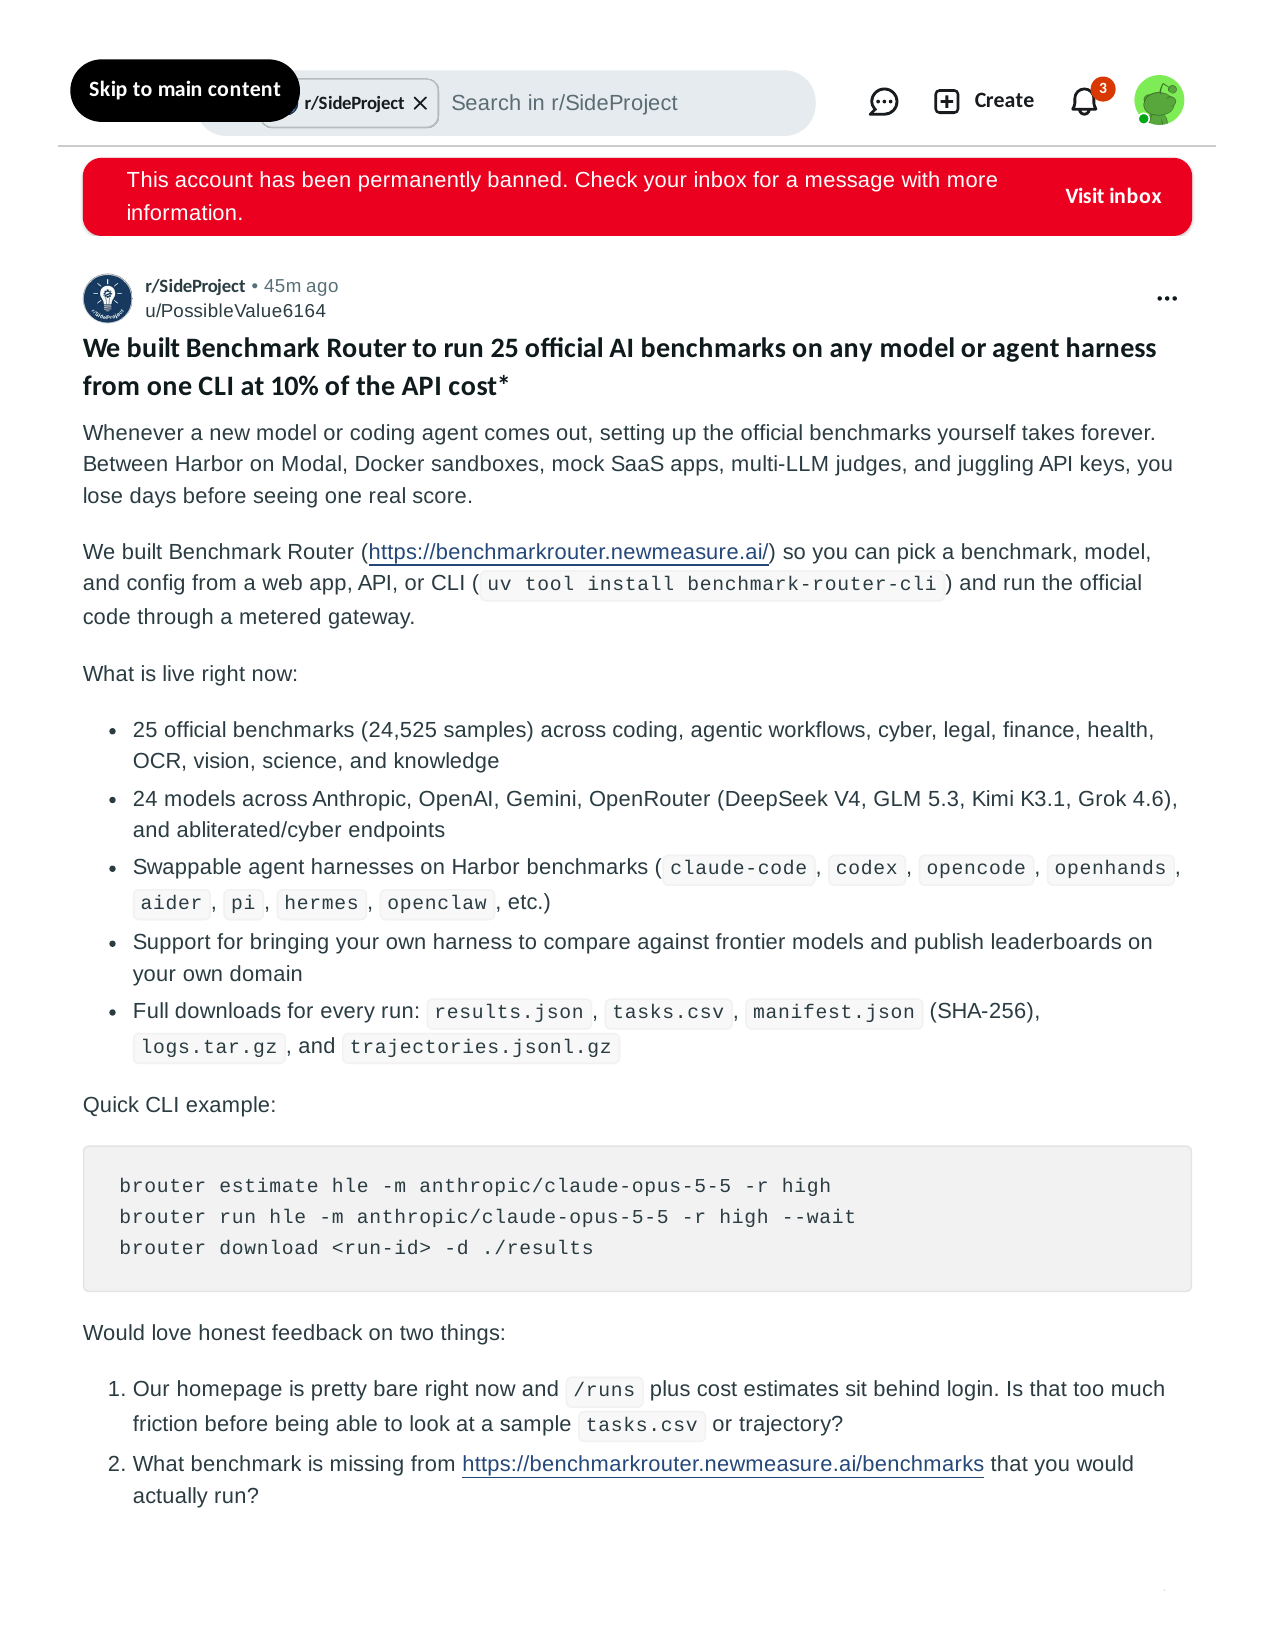 Skip to main content
r/SideProject
Search in r/SideProject
Create
3
This account has been permanently banned. Check your inbox for a message with more
information.
Visit inbox
r/SideProject • 45m ago
u/PossibleValue6164
We built Benchmark Router to run 25 official AI benchmarks on any model or agent harness
from one CLI at 10% of the API cost*
Whenever a new model or coding agent comes out, setting up the official benchmarks yourself takes forever.
Between Harbor on Modal, Docker sandboxes, mock SaaS apps, multi-LLM judges, and juggling API keys, you
lose days before seeing one real score.
We built Benchmark Router (https://benchmarkrouter.newmeasure.ai/) so you can pick a benchmark, model,
and config from a web app, API, or CLI (uv tool install benchmark-router-cli) and run the official
code through a metered gateway.
What is live right now:
• 25 official benchmarks (24,525 samples) across coding, agentic workflows, cyber, legal, finance, health,
OCR, vision, science, and knowledge
• 24 models across Anthropic, OpenAI, Gemini, OpenRouter (DeepSeek V4, GLM 5.3, Kimi K3.1, Grok 4.6),
and abliterated/cyber endpoints
• Swappable agent harnesses on Harbor benchmarks (claude-code, codex, opencode, openhands,
aider, pi, hermes, openclaw, etc.)
• Support for bringing your own harness to compare against frontier models and publish leaderboards on
your own domain
• Full downloads for every run: results.json, tasks.csv, manifest.json (SHA-256),
logs.tar.gz, and trajectories.jsonl.gz
Quick CLI example:
brouter estimate hle -m anthropic/claude-opus-5-5 -r high
brouter run hle -m anthropic/claude-opus-5-5 -r high --wait
brouter download <run-id> -d ./results
Would love honest feedback on two things:
1. Our homepage is pretty bare right now and /runs plus cost estimates sit behind login. Is that too much
friction before being able to look at a sample tasks.csv or trajectory?
2. What benchmark is missing from https://benchmarkrouter.newmeasure.ai/benchmarks that you would
actually run?